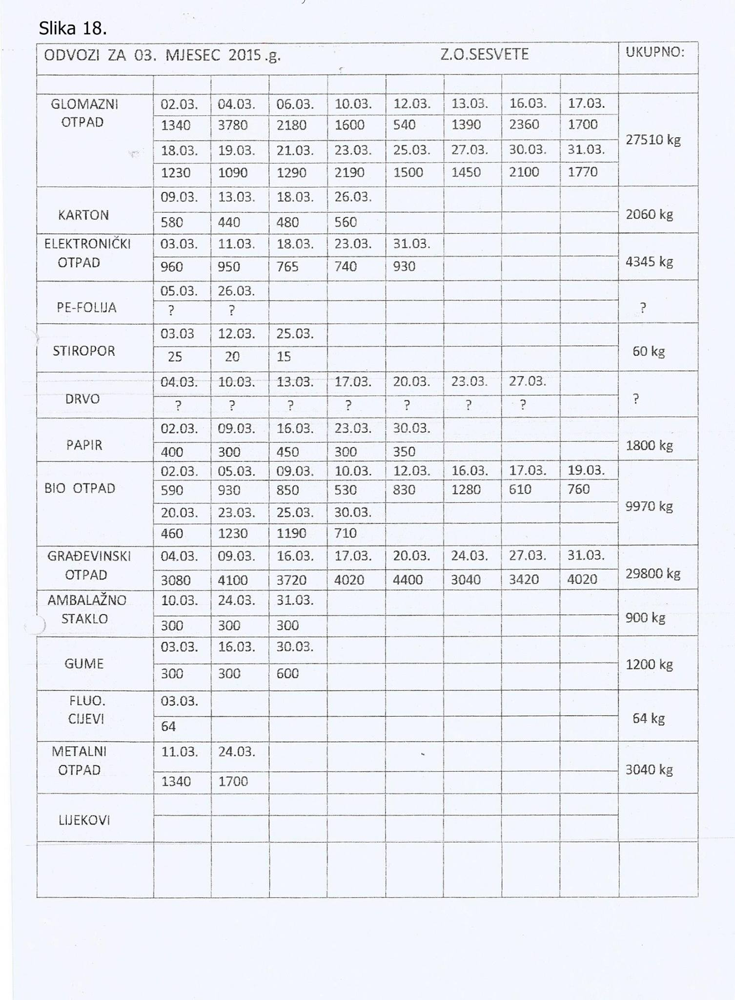 Slika 18.
ODVOZI ZA 03. MJESEC 2015.g. Z.O.SESVETE UKUPNO:
GLOMAZNI OTPAD
02.03. 04.03. 06.03. 10.03. 12.03. 13.03. 16.03. 17.03.
1340 3780 2180 1600 540 1390 2360 1700
27510 kg
18.03. 19.03. 21.03. 23.03. 25.03. 27.03. 30.03. 31.03.
1230 1090 1290 2190 1500 1450 2100 1770
09.03. 13.03. 18.03. 26.03.
KARTON 2060 kg
580 440 480 560
ELEKTRONIČKI 03.03. 11.03. 18.03. 23.03. 31.03.
OTPAD 4345 kg
960 950 765 740 930
05.03. 26.03.
PE-FOLIJA ? ? ?
03.03 12.03. 25.03.
STIROPOR 60 kg
25 20 15
04.03. 10.03. 13.03. 17.03. 20.03. 23.03. 27.03.
DRVO ?
? ? ? ? ? ? ?
02.03. 09.03. 16.03. 23.03. 30.03.
PAPIR 1800 kg
400 300 450 300 350
02.03. 05.03. 09.03. 10.03. 12.03. 16.03. 17.03. 19.03.
BIO OTPAD 590 930 850 530 830 1280 610 760
9970 kg
20.03. 23.03. 25.03. 30.03.
460 1230 1190 710
GRAĐEVINSKI 04.03. 09.03. 16.03. 17.03. 20.03. 24.03. 27.03. 31.03.
OTPAD 29800 kg
3080 4100 3720 4020 4400 3040 3420 4020
AMBALAŽNO 10.03. 24.03. 31.03.
STAKLO 900 kg
300 300 300
03.03. 16.03. 30.03.
GUME 1200 kg
300 300 600
FLUO. 03.03.
CIJEVI 64 kg
64
METALNI 11.03. 24.03.
OTPAD 3040 kg
1340 1700
LIJEKOVI